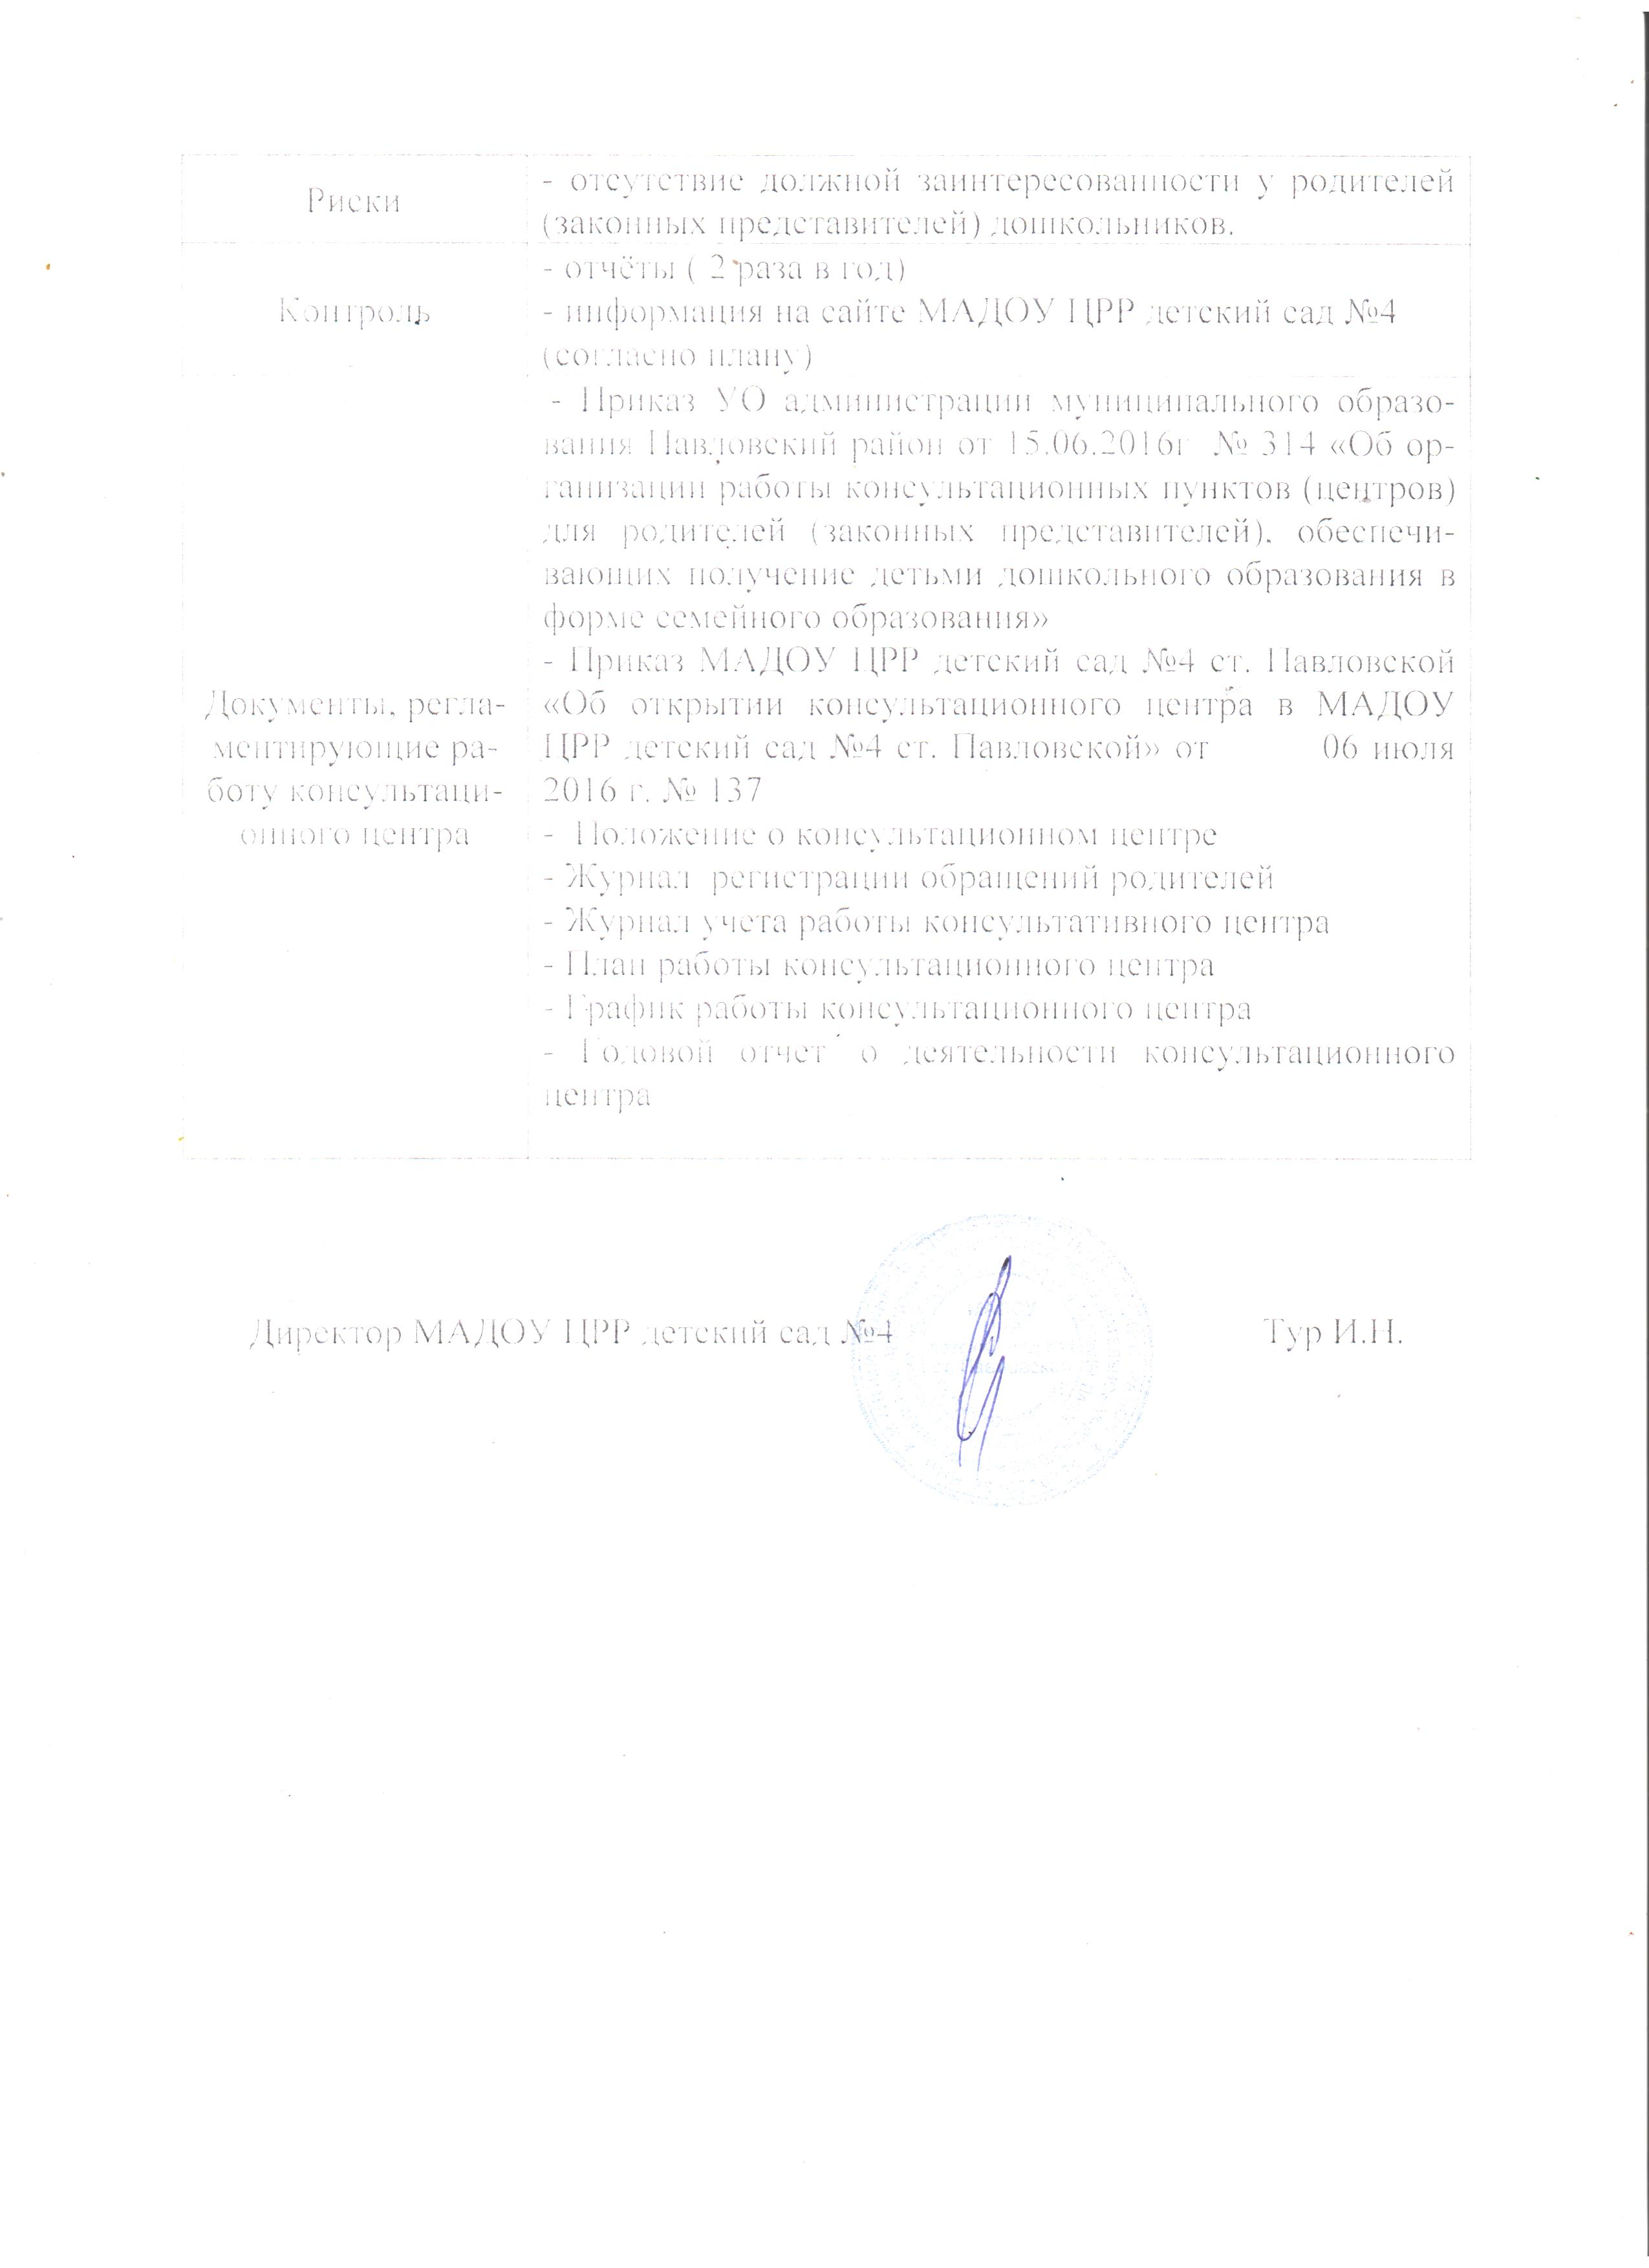 Риски
- отсутствие должной заинтересованности у родителей
(законных представителей) дошкольников.
Контроль
- отчёты ( 2 раза в год)
- информация на сайте МАДОУ ЦРР детский сад №4
(согласно плану)
Документы, регла-
ментирующие ра-
боту консультаци-
онного центра
- Приказ УО администрации муниципального образо-
вания Павловский район от 15.06.2016г № 314 «Об ор-
ганизации работы консультационных пунктов (центров)
для родителей (законных представителей), обеспечи-
вающих получение детьми дошкольного образования в
форме семейного образования»
- Приказ МАДОУ ЦРР детский сад №4 ст. Павловской
«Об открытии консультационного центра в МАДОУ
ЦРР детский сад №4 ст. Павловской» от 06 июля
2016 г. № 137
- Положение о консультационном центре
- Журнал регистрации обращений родителей
- Журнал учета работы консультативного центра
- План работы консультационного центра
- График работы консультационного центра
- Годовой отчет о деятельности консультационного
центра
Директор МАДОУ ЦРР детский сад №4 Тур И.Н.